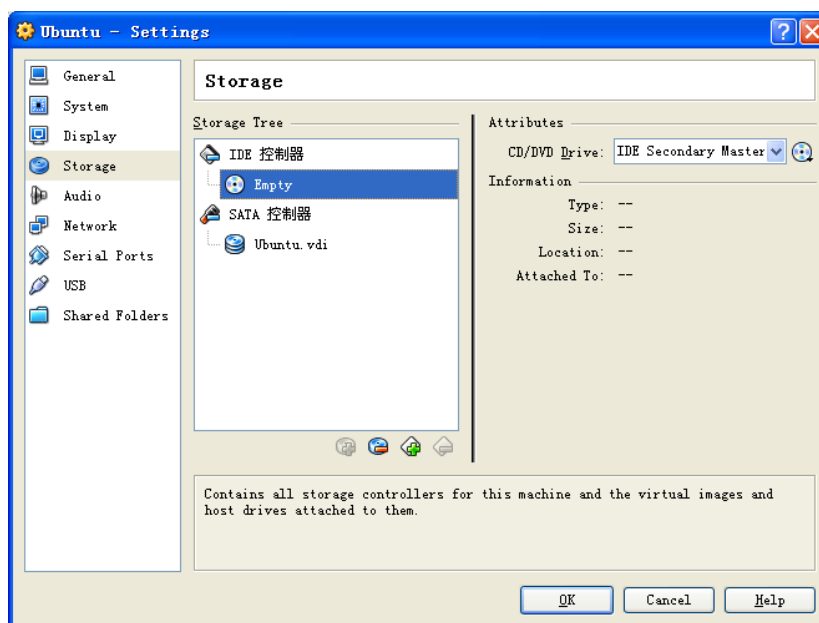 Ubuntu - Settings
General
System
Display
Storage
Audio
Network
Serial Ports
USB
Shared Folders
Storage
Storage Tree
IDE 控制器
Empty
SATA 控制器
Ubuntu.vdi
Attributes
CD/DVD Drive: IDE Secondary Master
Information
Type: --
Size: --
Location: --
Attached To: --
Contains all storage controllers for this machine and the virtual images and
host drives attached to them.
OK Cancel Help